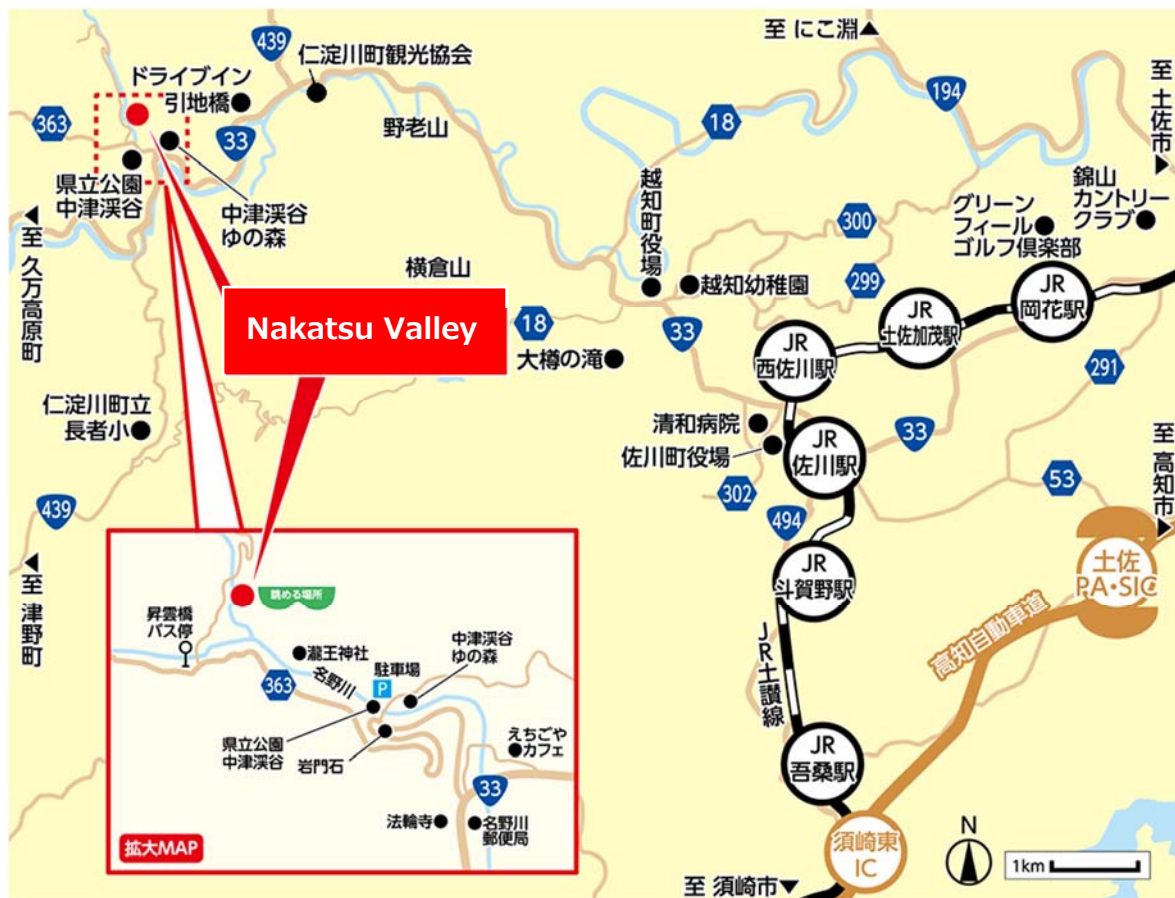 439
仁淀川町観光協会
至 にこ淵▲
ドライブイン
引地橋
363
33
野老山
18
194
至 土佐市
県立公園
中津渓谷
中津渓谷
ゆの森
越知町役場
300
グリーン
フィールド
ゴルフ倶楽部
錦山
カントリー
クラブ
至 久万高原町
横倉山
越知幼稚園
299
JR
岡花駅
Nakatsu Valley
18
大樽の滝
33
JR
西佐川駅
JR
土佐加茂駅
291
仁淀川町立
長者小
清和病院
佐川町役場
JR
佐川駅
33
53
至 高知市
439
302
494
至 津野町
JR
斗賀野駅
土佐
PA・SIC
高知自動車道
JR土讃線
JR
吾桑駅
須崎東
IC
至 須崎市▼
N
1km
眺める場所
昇雲橋
バス停
瀧王神社
名野川
駐車場
P
中津渓谷
ゆの森
363
県立公園
中津渓谷
岩門石
えちごや
カフェ
33
法輪寺
名野川
郵便局
拡大MAP